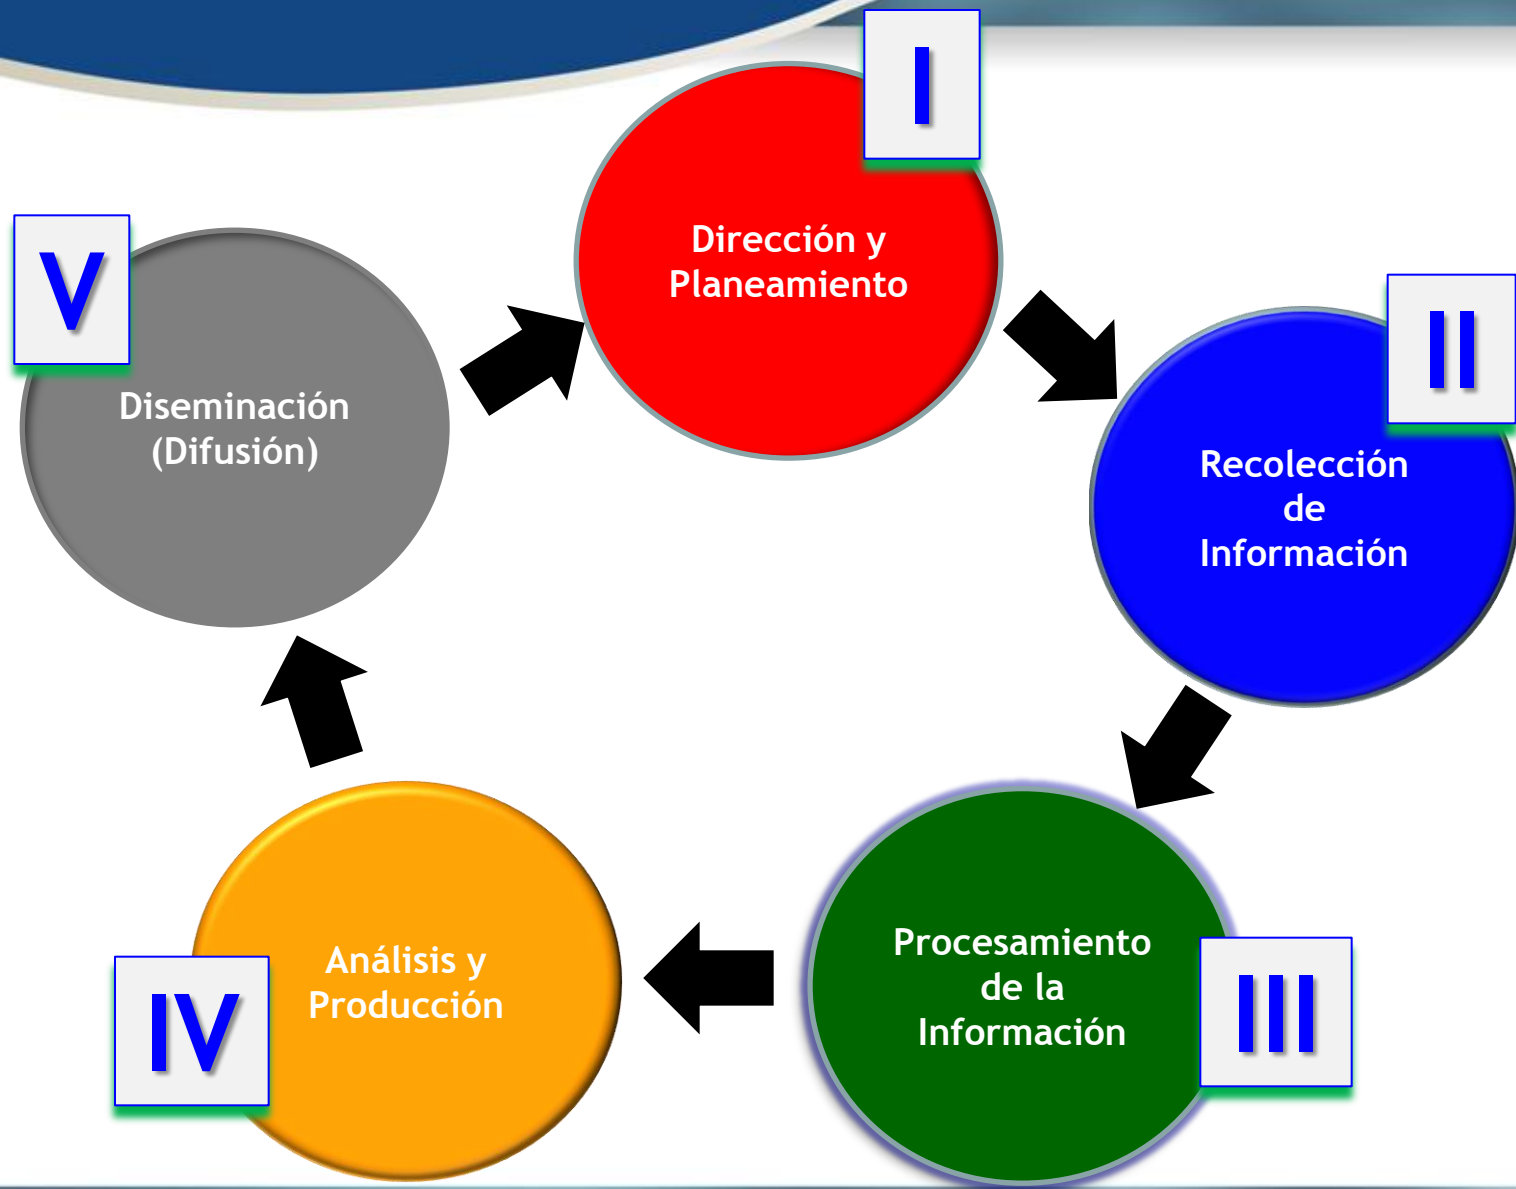 I
Dirección y
Planeamiento
II
Recolección
de
Información
III
Procesamiento
de la
Información
IV
Análisis y
Producción
V
Diseminación
(Difusión)